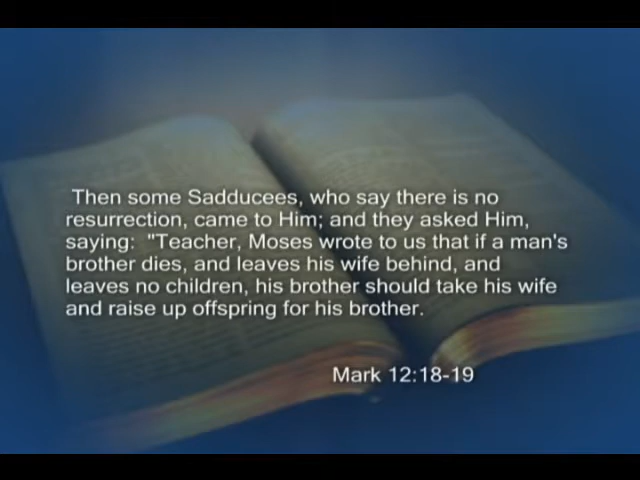 Then some Sadducees, who say there is no
resurrection, came to Him; and they asked Him,
saying:  "Teacher, Moses wrote to us that if a man's
brother dies, and leaves his wife behind, and
leaves no children, his brother should take his wife
and raise up offspring for his brother.
Mark 12:18-19